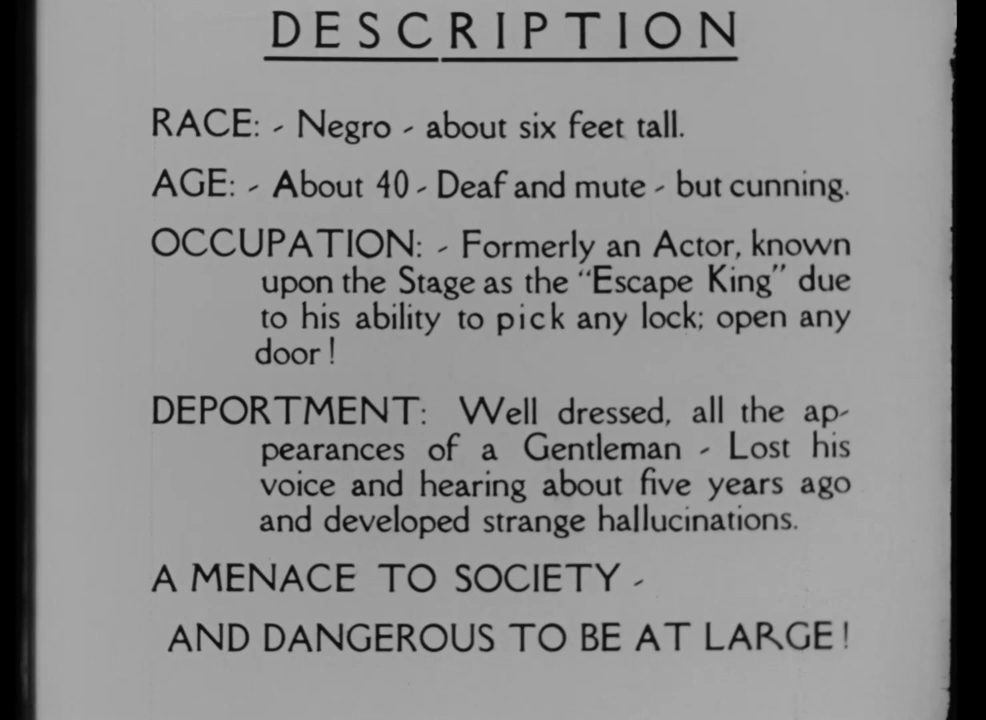 DESCRIPTION
RACE: - Negro - about six feet tall.
AGE: - About 40 - Deaf and mute - but cunning.
OCCUPATION: - Formerly an Actor, known
upon the Stage as the "Escape King" due
to his ability to pick any lock; open any
door!
DEPORTMENT: Well dressed, all the ap-
pearances of a Gentleman - Lost his
voice and hearing about five years ago
and developed strange hallucinations.
A MENACE TO SOCIETY -
AND DANGEROUS TO BE AT LARGE!